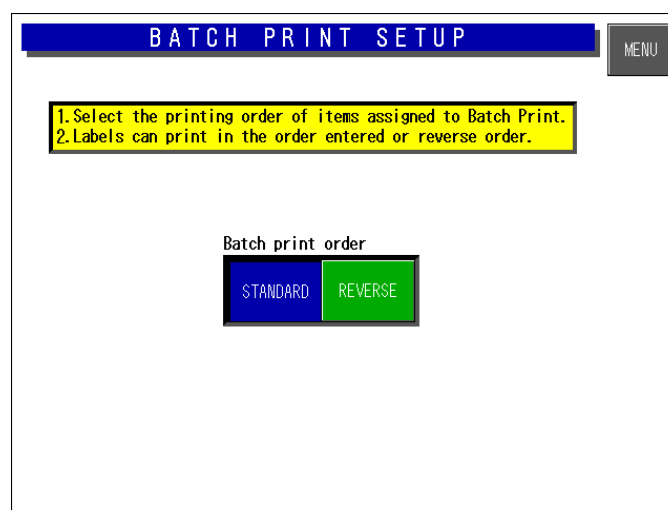 BATCH PRINT SETUP
MENU
1.Select the printing order of items assigned to Batch Print.
2.Labels can print in the order entered or reverse order.
Batch print order
STANDARD REVERSE